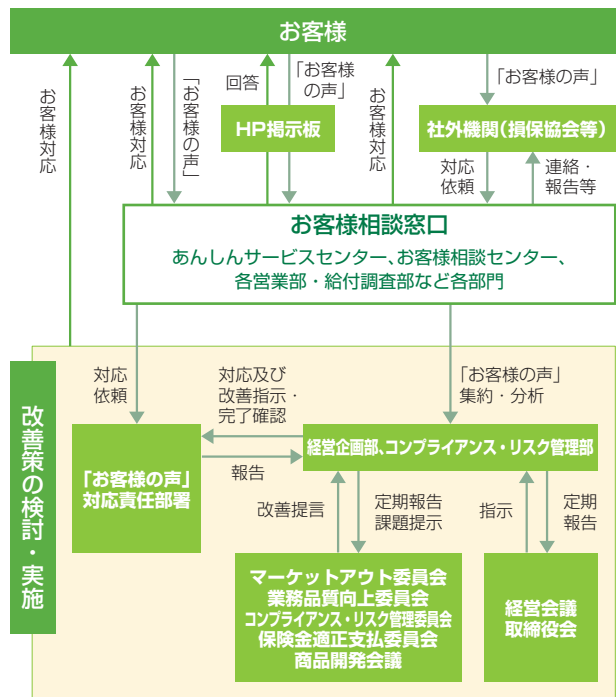 お客様
お客様対応
お客様対応
「お客様の声」
回答
「お客様
の声」
お客様対応
「お客様の声」
HP掲示板
社外機関(損保協会等)
対応
依頼
連絡・
報告等
お客様相談窓口
あんしんサービスセンター、お客様相談センター、
各営業部・給付調査部など各部門
改善策の検討・実施
対応
依頼
対応及び
改善指示・
完了確認
「お客様の声」
集約・分析
「お客様の声」
対応責任部署
報告
経営企画部、コンプライアンス・リスク管理部
改善提言
定期報告
課題提示
指示
定期
報告
マーケットアウト委員会
業務品質向上委員会
コンプライアンス・リスク管理委員会
保険金適正支払委員会
商品開発会議
経営会議
取締役会